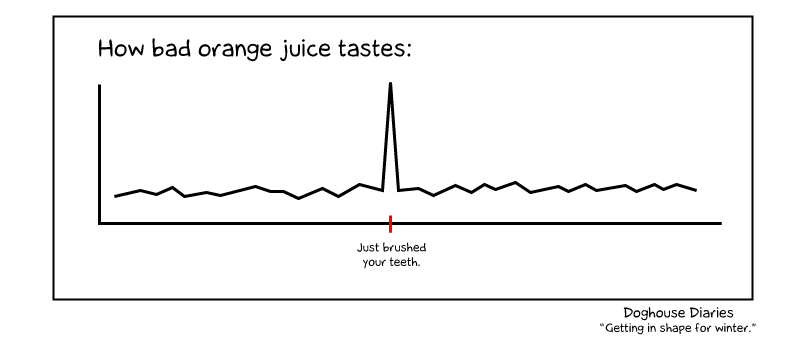 How bad orange juice tastes:
Just brushed
your teeth.
Doghouse Diaries
"Getting in shape for winter."